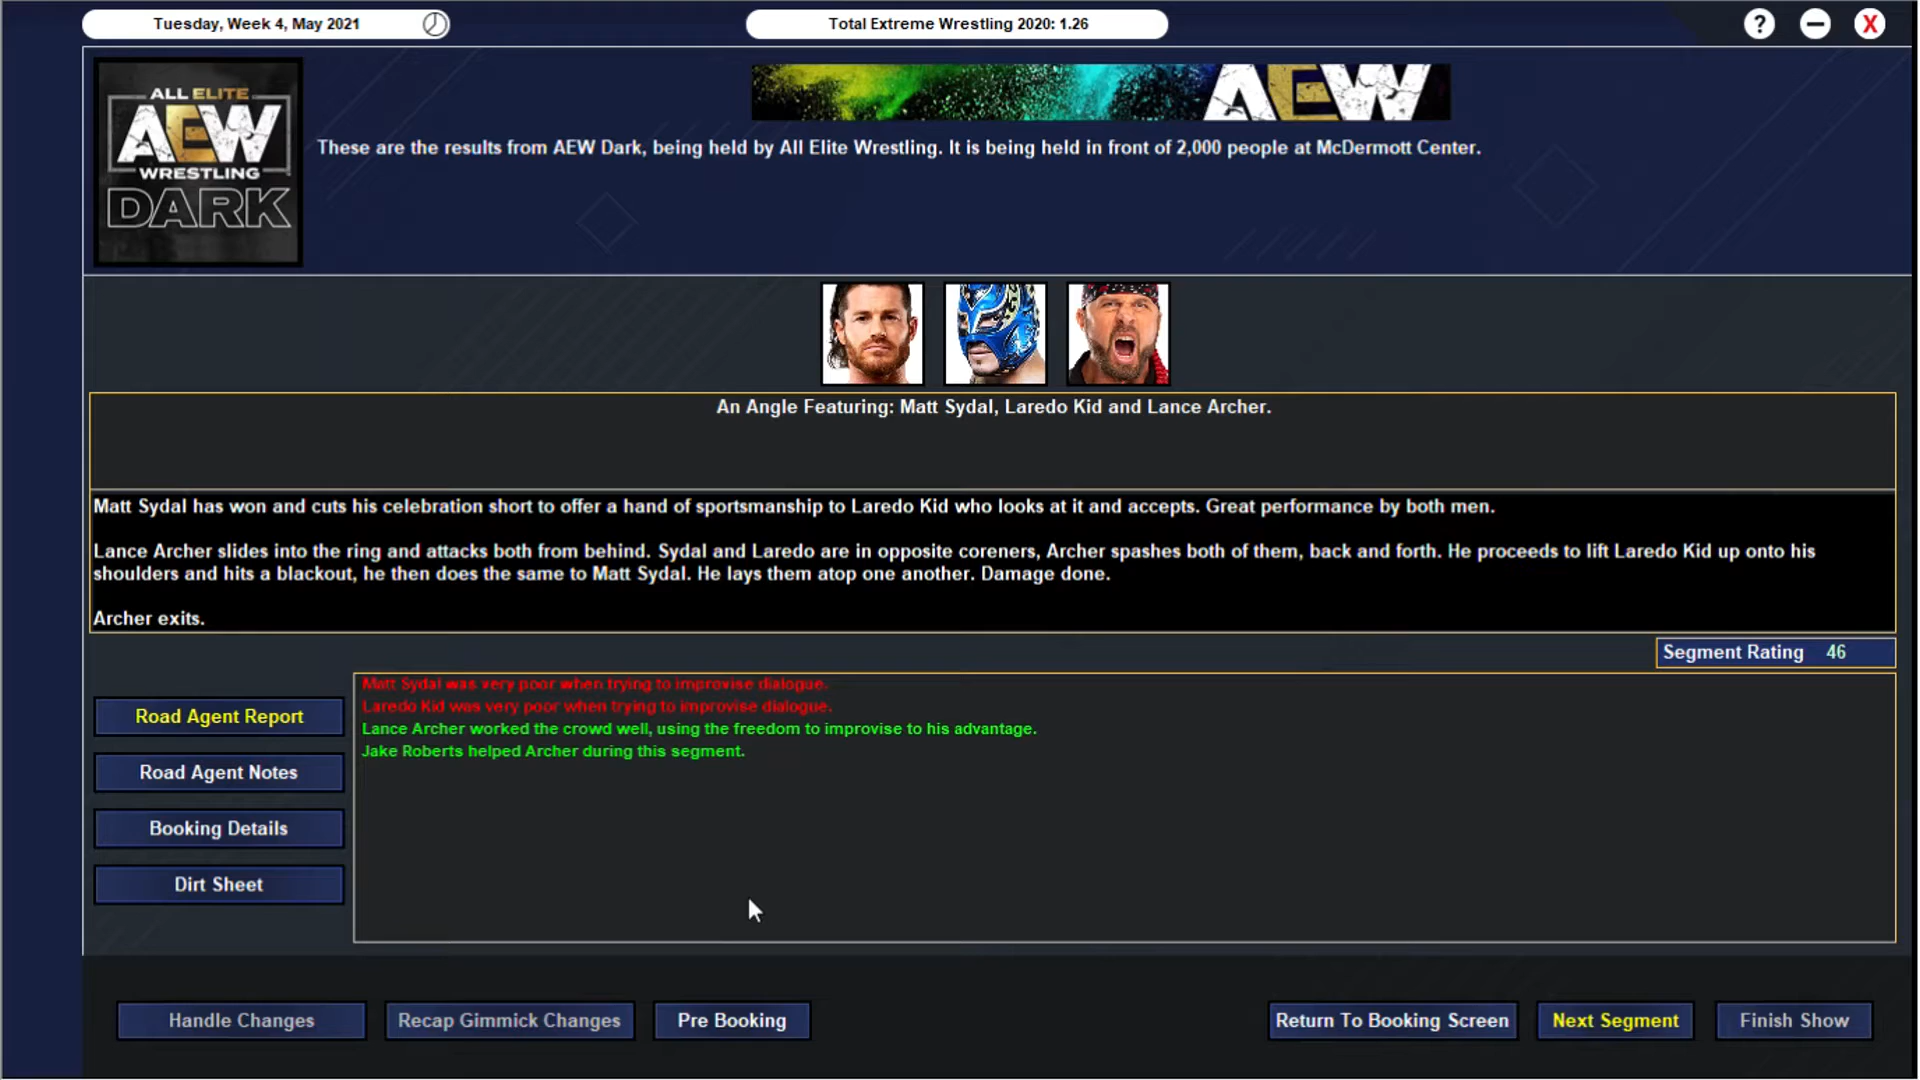 Tuesday, Week 4, May 2021
Total Extreme Wrestling 2020: 1.26
?
X
ALL ELITE
AEW
WRESTLING
DARK
AEW
These are the results from AEW Dark, being held by All Elite Wrestling. It is being held in front of 2,000 people at McDermott Center.
An Angle Featuring: Matt Sydal, Laredo Kid and Lance Archer.
Matt Sydal has won and cuts his celebration short to offer a hand of sportsmanship to Laredo Kid who looks at it and accepts. Great performance by both men.
Lance Archer slides into the ring and attacks both from behind. Sydal and Laredo are in opposite coreners, Archer spashes both of them, back and forth. He proceeds to lift Laredo Kid up onto his
shoulders and hits a blackout, he then does the same to Matt Sydal. He lays them atop one another. Damage done.
Archer exits.
Segment Rating 46
Matt Sydal was very poor when trying to improvise dialogue.
Laredo Kid was very poor when trying to improvise dialogue.
Lance Archer worked the crowd well, using the freedom to improvise to his advantage.
Jake Roberts helped Archer during this segment.
Road Agent Report
Road Agent Notes
Booking Details
Dirt Sheet
Handle Changes
Recap Gimmick Changes
Pre Booking
Return To Booking Screen
Next Segment
Finish Show